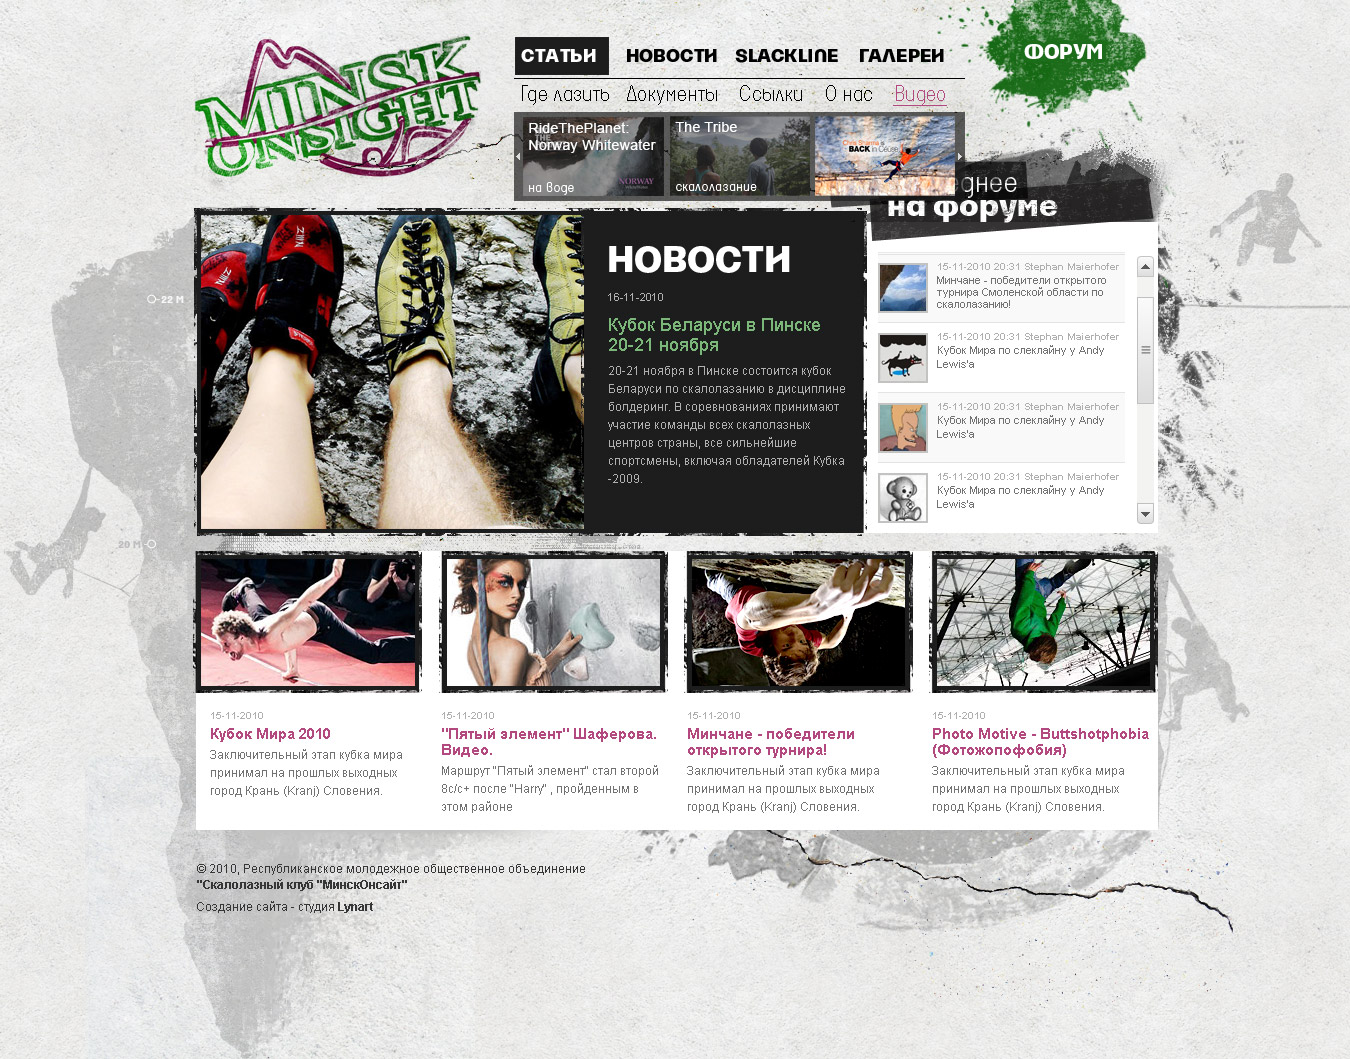 MINSK
ONSIGHT
СТАТЬИ
НОВОСТИ
SLACKLINE
ГАЛЕРЕИ
ФОРУМ
Где лазить
Документы
Ссылки
О нас
Видео
RideThePlanet:
Norway Whitewater
NORWAY
на воде
The Tribe
скалолазание
Chris Sharma is
BACK in Ceuse
на форуме
НОВОСТИ
16-11-2010
Кубок Беларуси в Пинске
20-21 ноября
20-21 ноября в Пинске состоится кубок
Беларуси по скалолазанию в дисциплине
болдеринг. В соревнованиях принимают
участие команды всех скалолазных
центров страны, все сильнейшие
спортсмены, включая обладателей Кубка
-2009.
15-11-2010 20:31 Stephan Maierhofer
Минчане - победители открытого
турнира Смоленской области по
скалолазанию!
15-11-2010 20:31 Stephan Maierhofer
Кубок Мира по слеклайну у Andy
Lewis'a
15-11-2010 20:31 Stephan Maierhofer
Кубок Мира по слеклайну у Andy
Lewis'a
15-11-2010 20:31 Stephan Maierhofer
Кубок Мира по слеклайну у Andy
Lewis'a
22 М
20 М
15-11-2010
Кубок Мира 2010
Заключительный этап кубка мира
принимал на прошлых выходных
город Крань (Kranj) Словения.
15-11-2010
"Пятый элемент" Шаферова.
Видео.
Маршрут "Пятый элемент" стал второй
8c/c+ после "Harry" , пройденным в
этом районе
15-11-2010
Минчане - победители
открытого турнира!
Заключительный этап кубка мира
принимал на прошлых выходных
город Крань (Kranj) Словения.
15-11-2010
Photo Motive - Buttshotphobia
(Фотожопофобия)
Заключительный этап кубка мира
принимал на прошлых выходных
город Крань (Kranj) Словения.
© 2010, Республиканское молодежное общественное объединение
"Скалолазный клуб "МинскОнсайт"
Создание сайта - студия Lynart